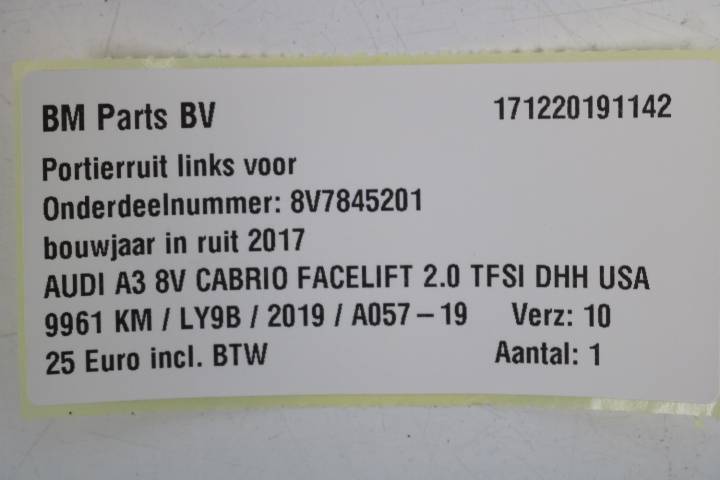 BM Parts BV 171220191142
Portierruit links voor
Onderdeelnummer: 8V7845201
bouwjaar in ruit 2017
AUDI A3 8V CABRIO FACELIFT 2.0 TFSI DHH USA
9961 KM / LY9B / 2019 / A057 – 19 Verz: 10
25 Euro incl. BTW Aantal: 1